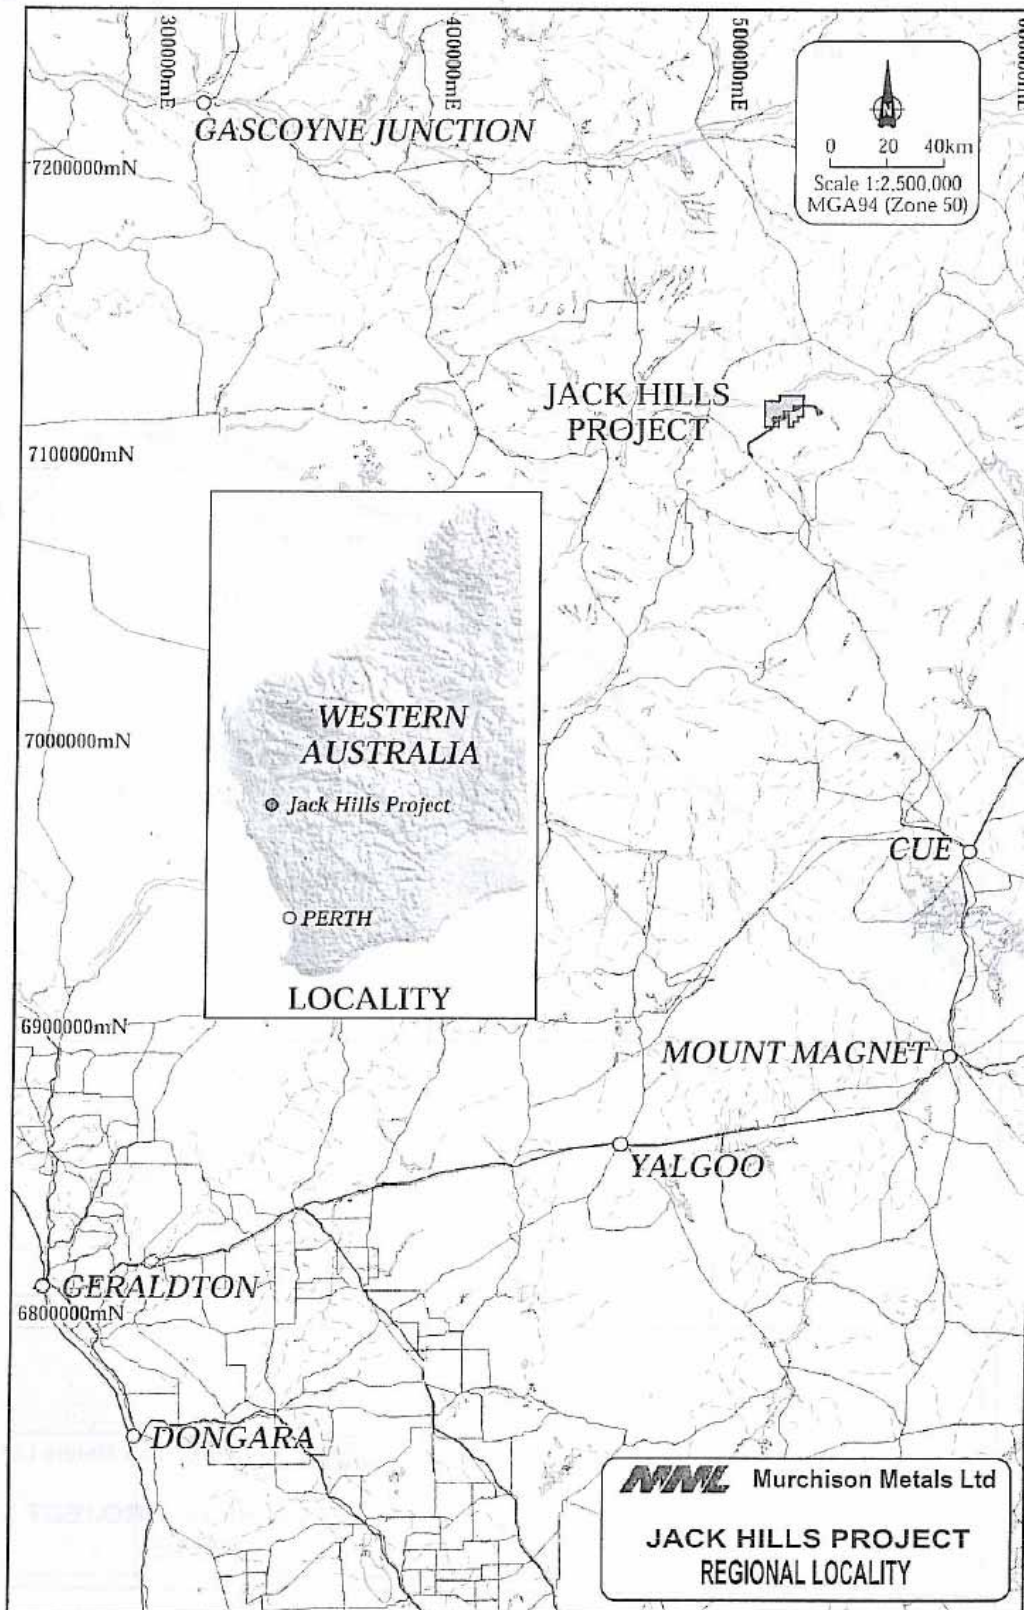 300000mE
400000mE
500000mE
GASCOYNE JUNCTION
N
0 20 40km
Scale 1:2,500,000
MGA94 (Zone 50)
7200000mN
JACK HILLS
PROJECT
7100000mN
WESTERN
AUSTRALIA
Jack Hills Project
PERTH
LOCALITY
7000000mN
CUE
6900000mN
MOUNT MAGNET
YALGOO
GERALDTON
6800000mN
DONGARA
MML Murchison Metals Ltd
JACK HILLS PROJECT
REGIONAL LOCALITY